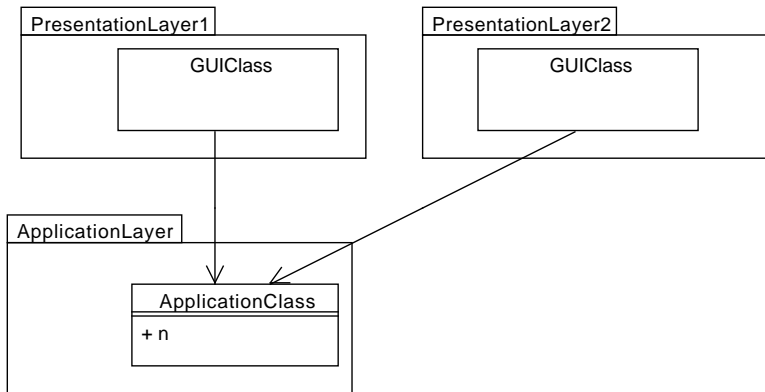 PresentationLayer1
PresentationLayer2
GUIClass
GUIClass
ApplicationLayer
ApplicationClass
+ n